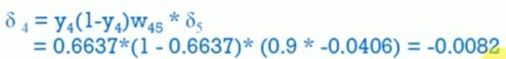 δ ₄ = y₄(1-y₄)w₄₅ * δ₅
= 0.6637*(1 - 0.6637)* (0.9 * -0.0406) = -0.0082